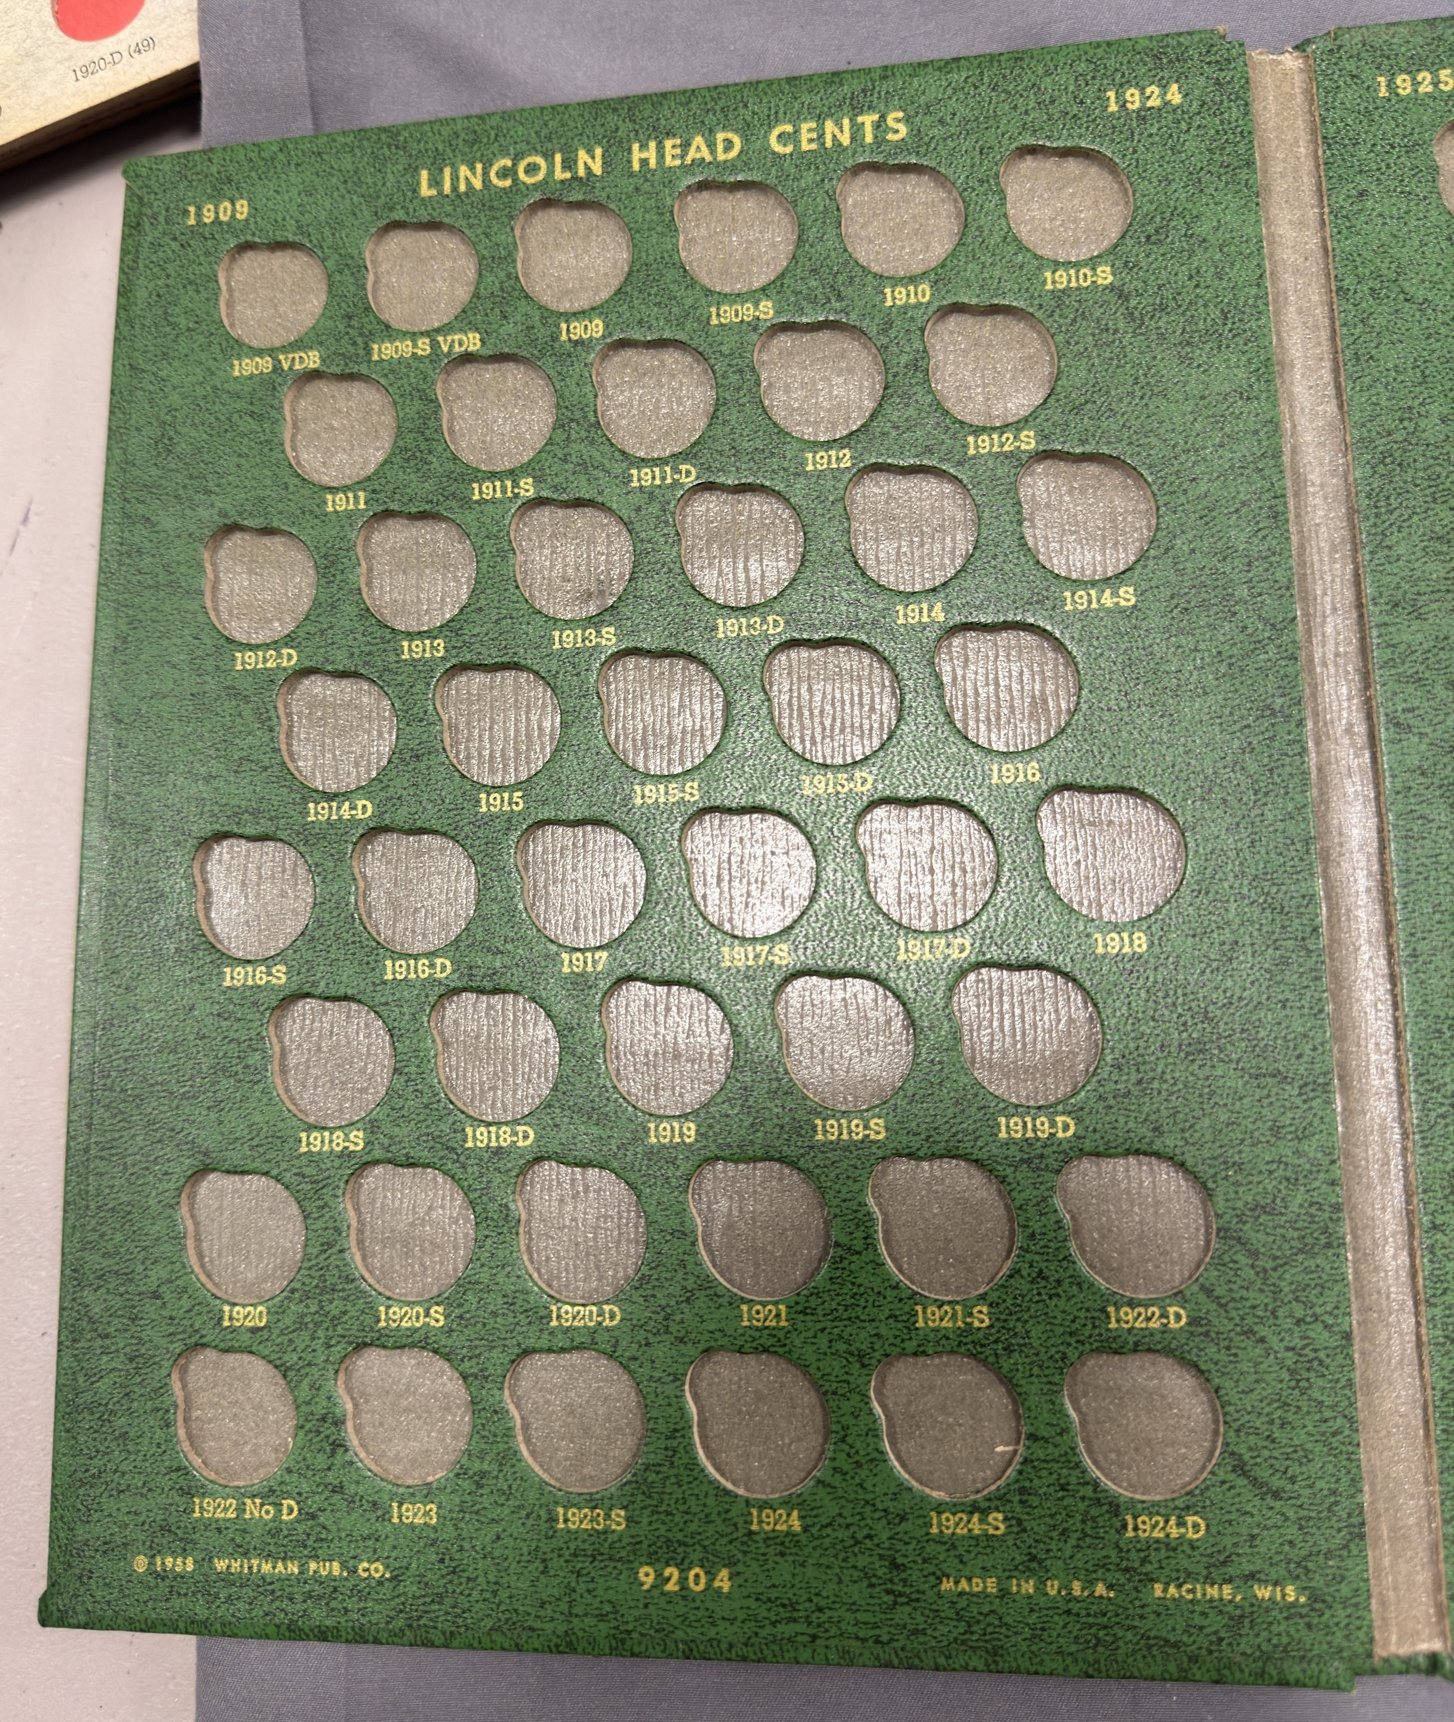 1920-D (49)
LINCOLN HEAD CENTS
1909
1924
1925
1909 VDB 1909-S VDB 1909 1909-S 1910 1910-S
1911 1911-S 1911-D 1912 1912-S
1912-D 1913 1913-S 1913-D 1914 1914-S
1914-D 1915 1915-S 1915-D 1916
1916-S 1916-D 1917 1917-S 1917-D 1918
1918-S 1918-D 1919 1919-S 1919-D
1920 1920-S 1920-D 1921 1921-S 1922-D
1922 No D 1923 1923-S 1924 1924-S 1924-D
© 1958 WHITMAN PUB. CO. 9204 MADE IN U.S.A. RACINE, WIS.